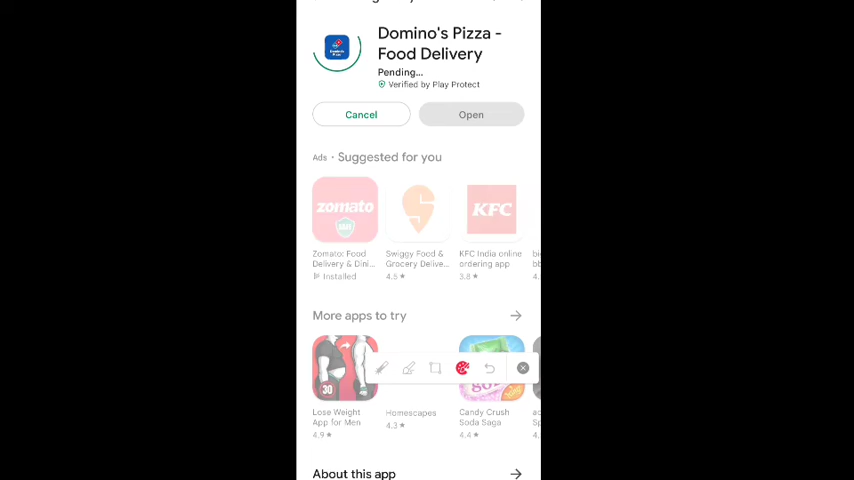 Domino's Pizza -
Food Delivery
Pending...
Verified by Play Protect
Cancel
Open
Ads · Suggested for you
zomato
KFC
Zomato: Food
Delivery & Dini...
Installed
Swiggy Food &
Grocery Delive...
4.5 ★
KFC India online
ordering app
3.8 ★
More apps to try
30
Lose Weight
App for Men
4.9 ★
Homescapes
4.3 ★
Candy Crush
Soda Saga
4.4 ★
About this app